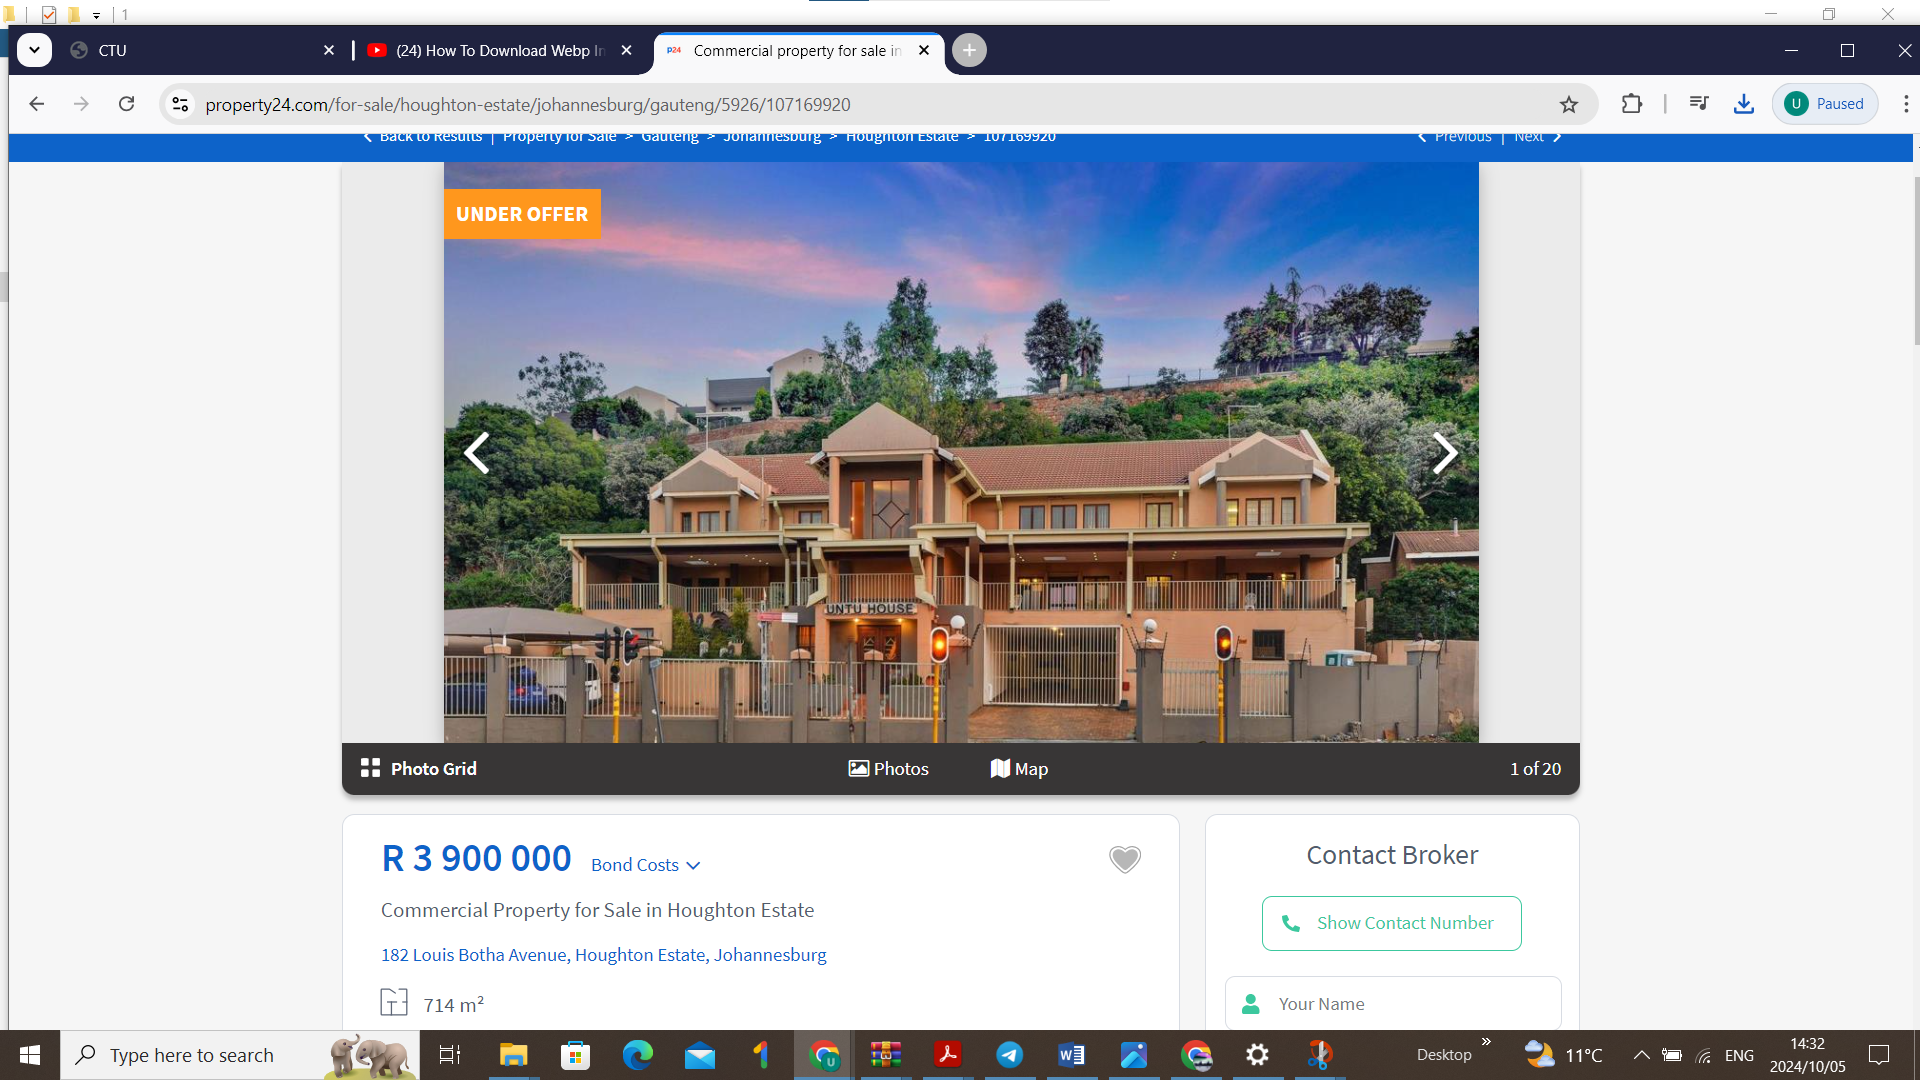 1
CTU
(24) How To Download Webp In
P24 Commercial property for sale in
property24.com/for-sale/houghton-estate/johannesburg/gauteng/5926/107169920
U Paused
Back to Results | Property for Sale > Gauteng > Johannesburg > Houghton Estate > 107169920
Previous | Next
UNDER OFFER
UNTU HOUSE
Photo Grid
Photos
Map
1 of 20
R 3 900 000
Bond Costs
Commercial Property for Sale in Houghton Estate
182 Louis Botha Avenue, Houghton Estate, Johannesburg
714 m²
Contact Broker
Show Contact Number
Your Name
Type here to search
Desktop
11°C
ENG
14:32
2024/10/05